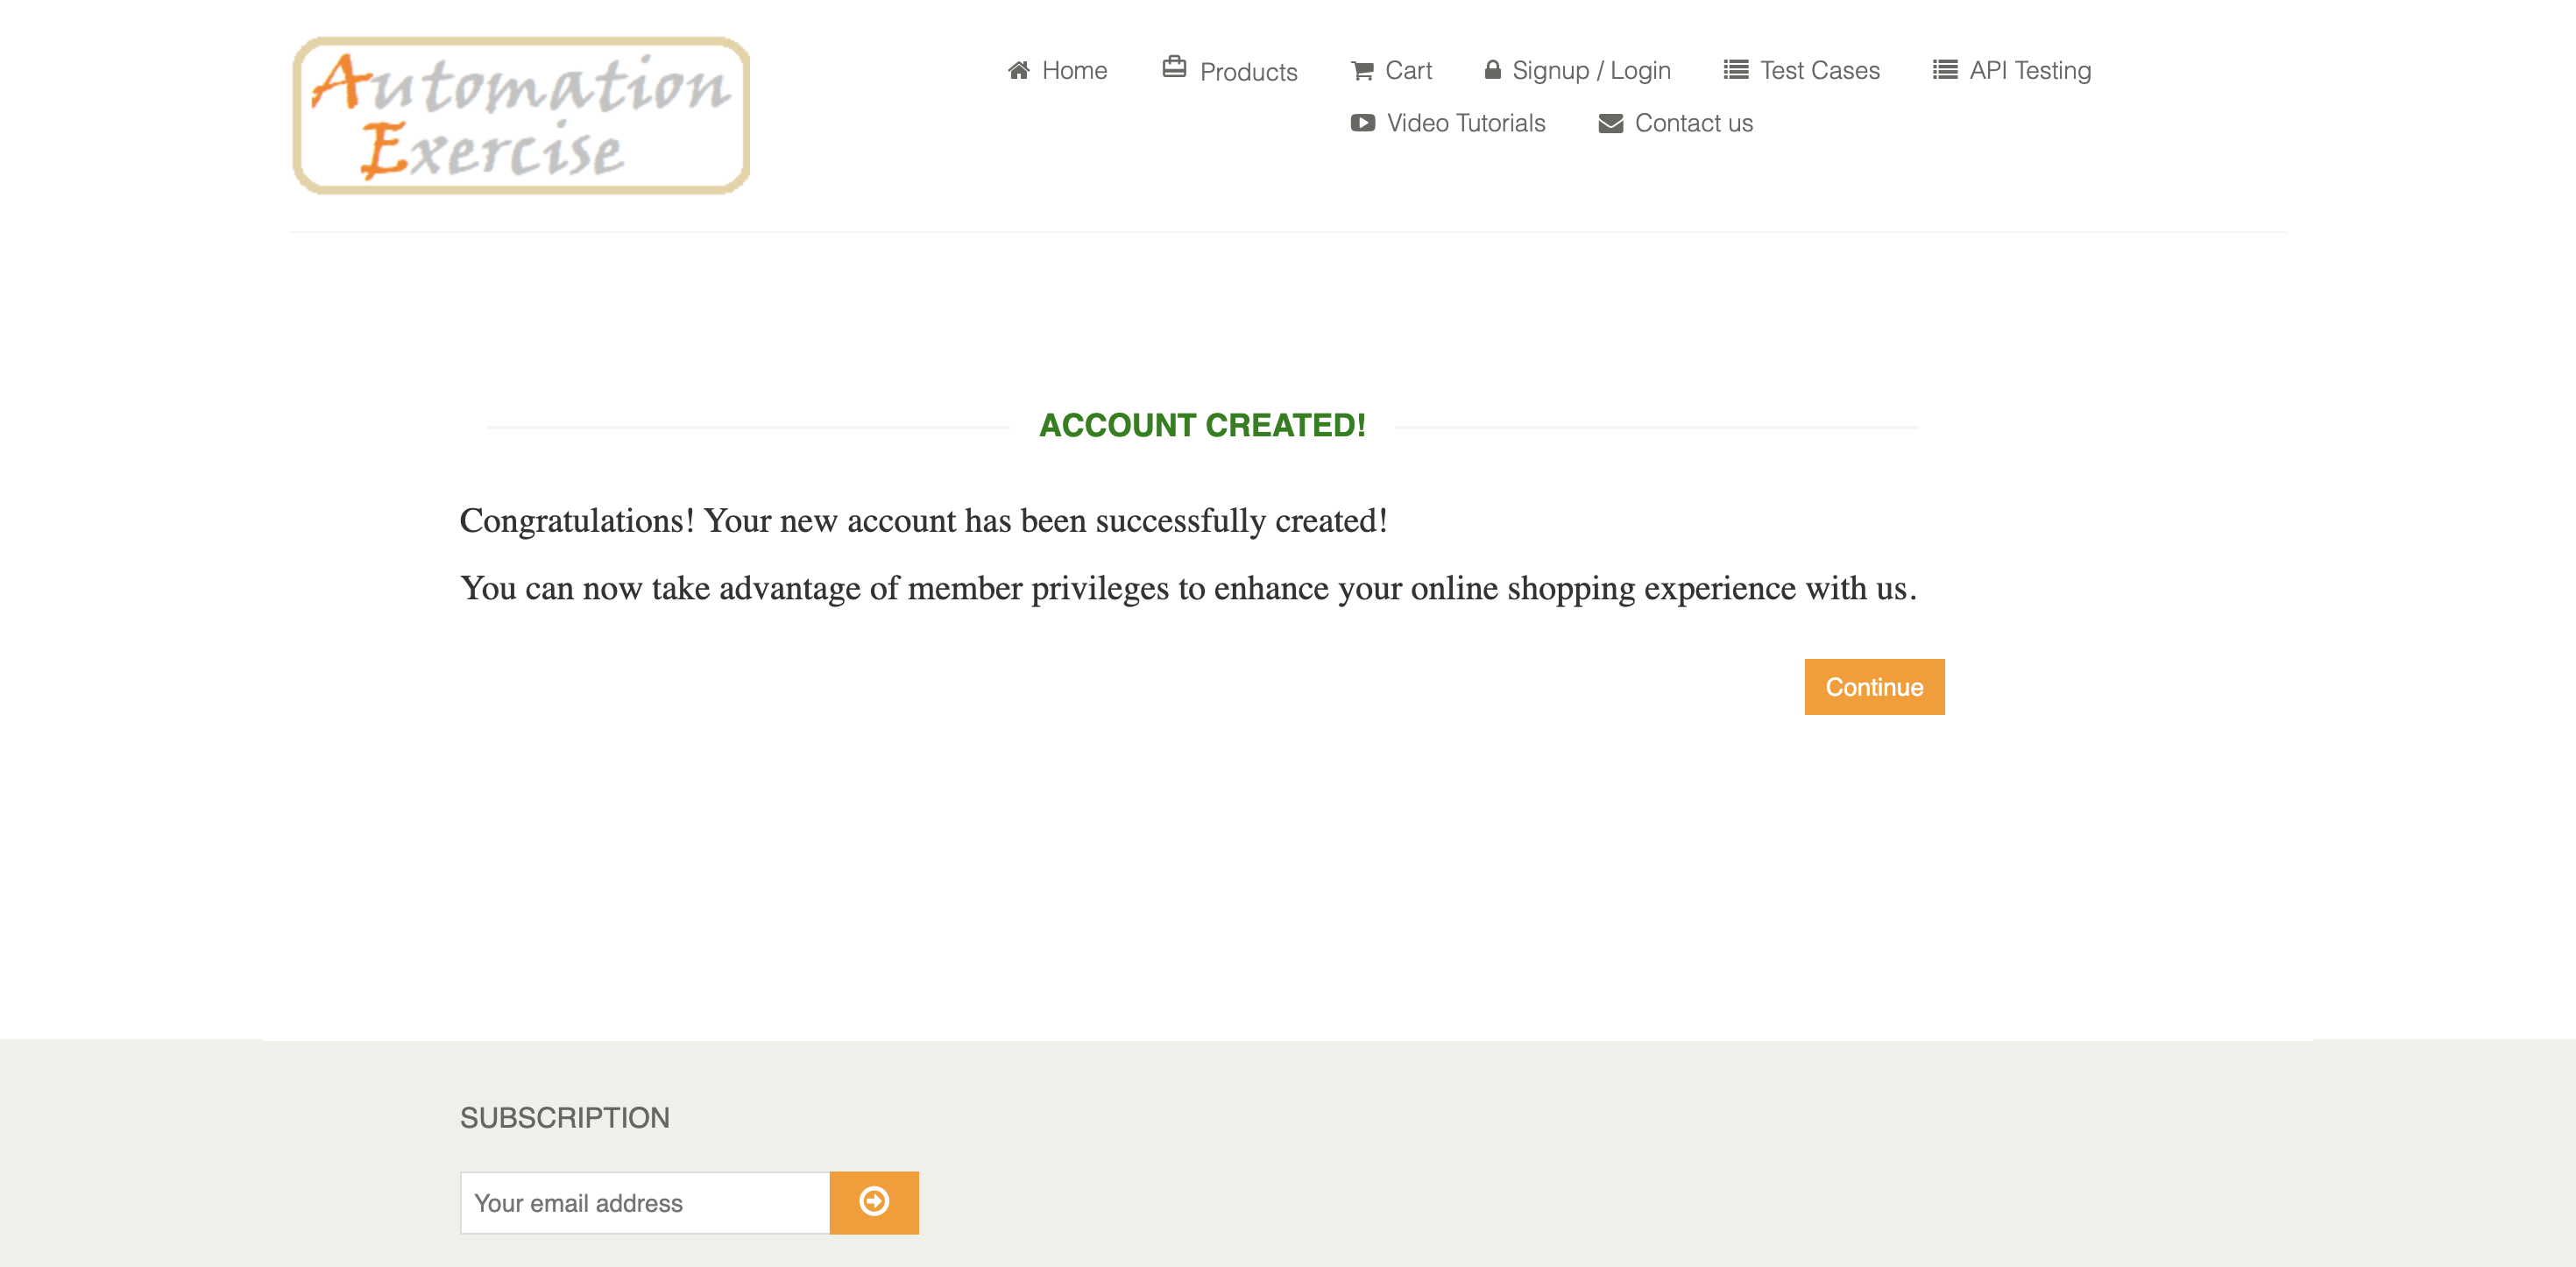 Automation
Exercise
Home Products Cart Signup / Login Test Cases API Testing
Video Tutorials Contact us
ACCOUNT CREATED!
Congratulations! Your new account has been successfully created!
You can now take advantage of member privileges to enhance your online shopping experience with us.
Continue
SUBSCRIPTION
Your email address